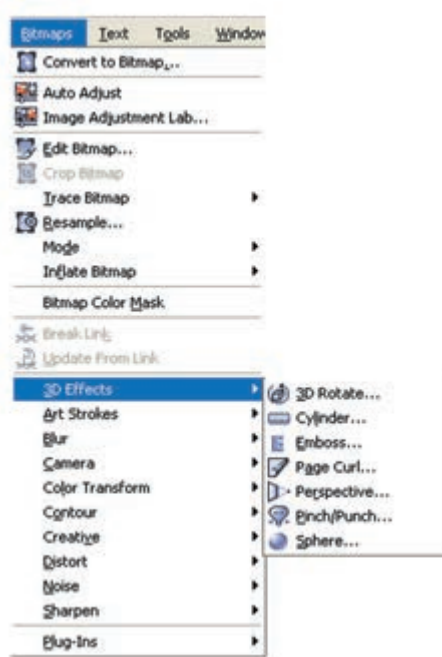 Bitmaps Text Tools Window
Convert to Bitmap...
Auto Adjust
Image Adjustment Lab...
Edit Bitmap...
Crop Bitmap
Trace Bitmap
Resample...
Mode
Inflate Bitmap
Bitmap Color Mask
Break Link
Update From Link
3D Effects
Art Strokes
Blur
Camera
Color Transform
Contour
Creative
Distort
Noise
Sharpen
Plug-Ins
3D Rotate...
Cylinder...
Emboss...
Page Curl...
Perspective...
Pinch/Punch...
Sphere...